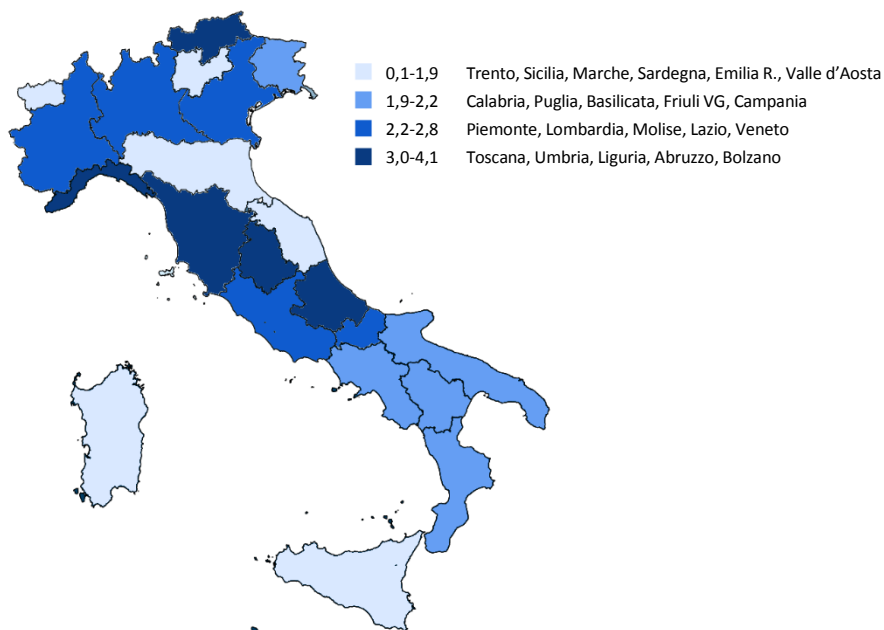 0,1-1,9 Trento, Sicilia, Marche, Sardegna, Emilia R., Valle d’Aosta
1,9-2,2 Calabria, Puglia, Basilicata, Friuli VG, Campania
2,2-2,8 Piemonte, Lombardia, Molise, Lazio, Veneto
3,0-4,1 Toscana, Umbria, Liguria, Abruzzo, Bolzano